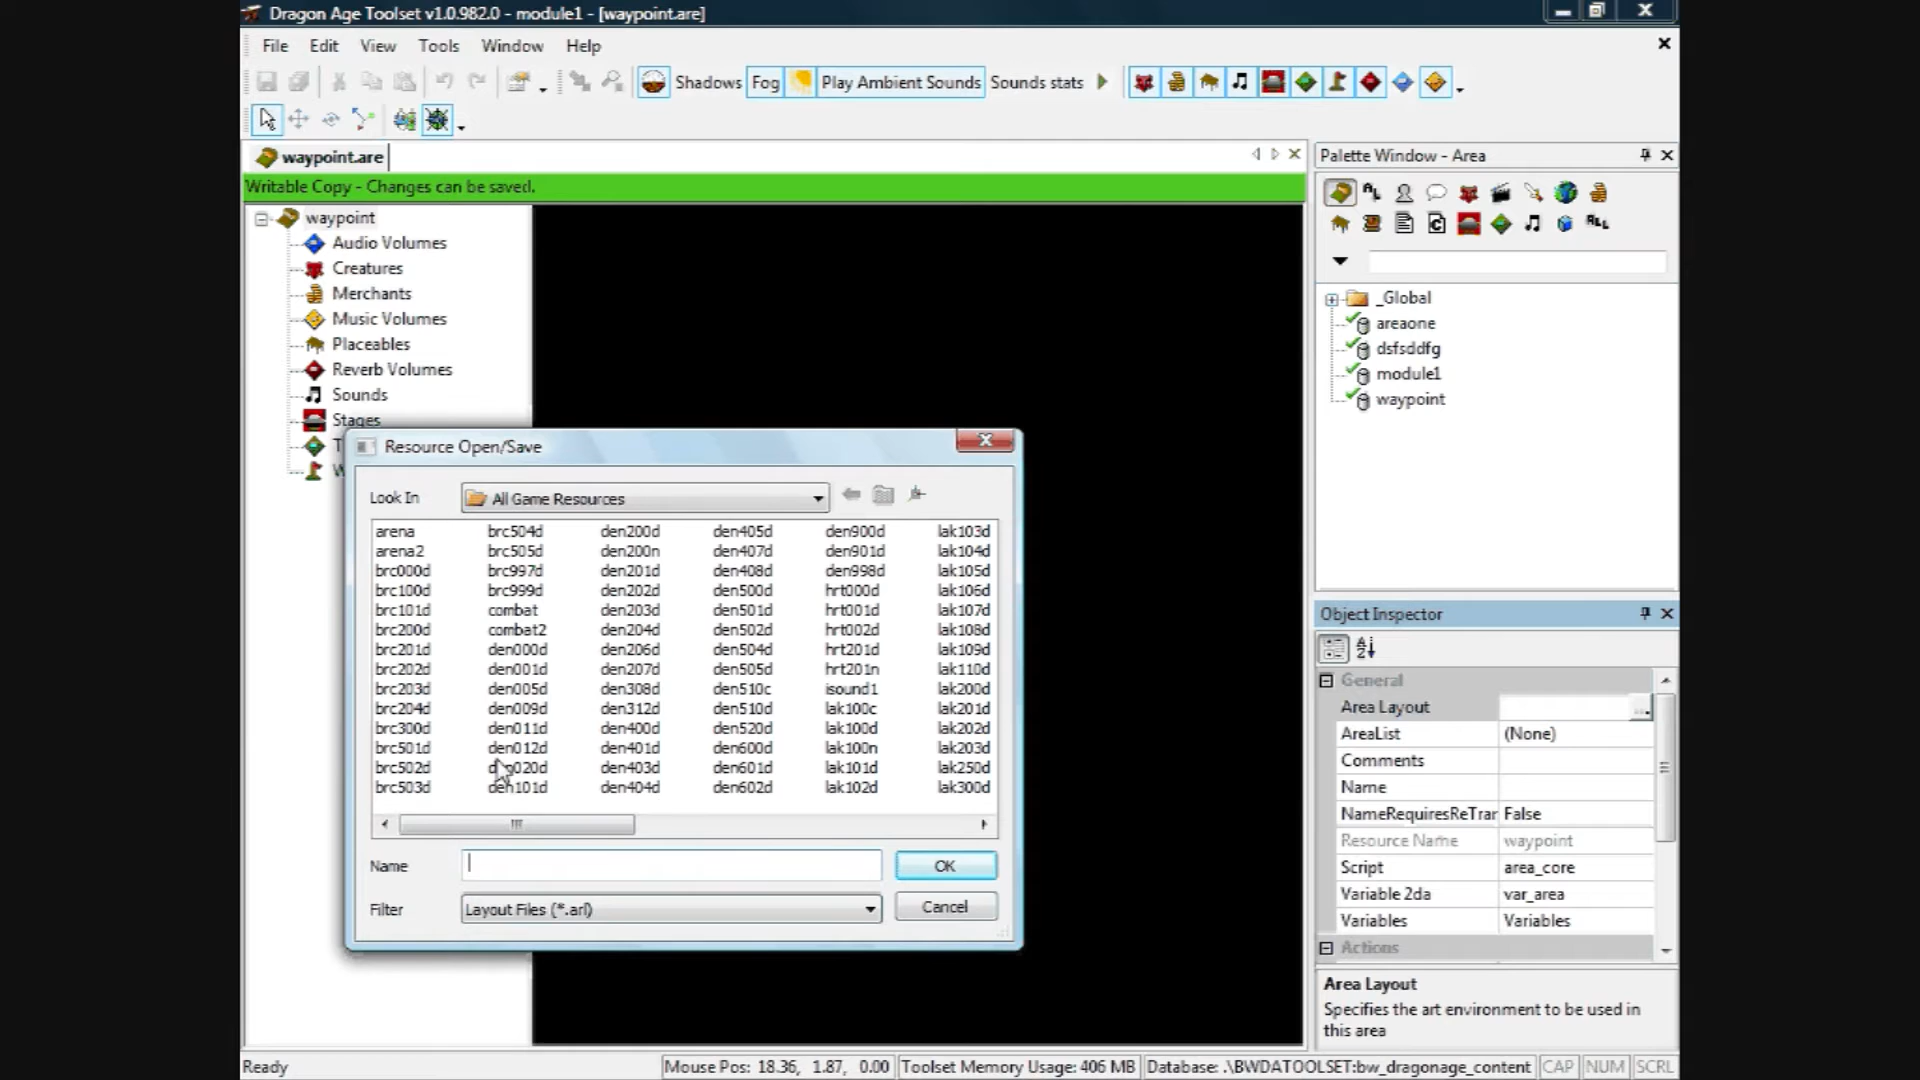 Dragon Age Toolset v1.0.982.0 - module1 - [waypoint.are]
File Edit View Tools Window Help
Shadows Fog Play Ambient Sounds Sounds stats
waypoint.are
Writable Copy - Changes can be saved.
waypoint
Audio Volumes
Creatures
Merchants
Music Volumes
Placeables
Reverb Volumes
Sounds
Stages
Resource Open/Save
Look In All Game Resources
arena brc504d den200d den405d den900d lak103d
arena2 brc505d den200n den407d den901d lak104d
brc000d brc997d den201d den408d den998d lak105d
brc100d brc999d den202d den500d hrt000d lak106d
brc101d combat den203d den501d hrt001d lak107d
brc200d combat2 den204d den502d hrt002d lak108d
brc201d den000d den206d den504d hrt201d lak109d
brc202d den001d den207d den505d hrt201n lak110d
brc203d den005d den308d den510c isound1 lak200d
brc204d den009d den312d den510d lak100c lak201d
brc300d den011d den400d den520d lak100d lak202d
brc501d den012d den401d den600d lak100n lak203d
brc502d den020d den403d den601d lak101d lak250d
brc503d den101d den404d den602d lak102d lak300d
Name OK
Filter Layout Files (*.arl) Cancel
Palette Window - Area
_Global
areaone
dsfsddfg
module1
waypoint
Object Inspector
General
Area Layout ...
AreaList (None)
Comments
Name
NameRequiresReTrar False
Resource Name waypoint
Script area_core
Variable 2da var_area
Variables Variables
Actions
Area Layout
Specifies the art environment to be used in
this area
Ready Mouse Pos: 18.36, 1.87, 0.00 Toolset Memory Usage: 406 MB Database: .\BWDATOOLSET:bw_dragonage_content CAP NUM SCRL